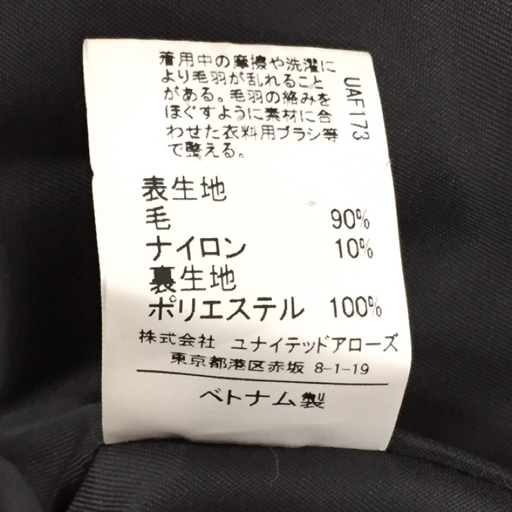 着用中の摩擦や洗濯に
より毛羽が乱れること
がある。毛羽の絡みを
ほぐすように素材に合
わせた衣料用ブラシ等
で整える。
UAF173
表生地
毛 90%
ナイロン 10%
裏生地
ポリエステル 100%
株式会社 ユナイテッドアローズ
東京都港区赤坂 8-1-19
ベトナム製